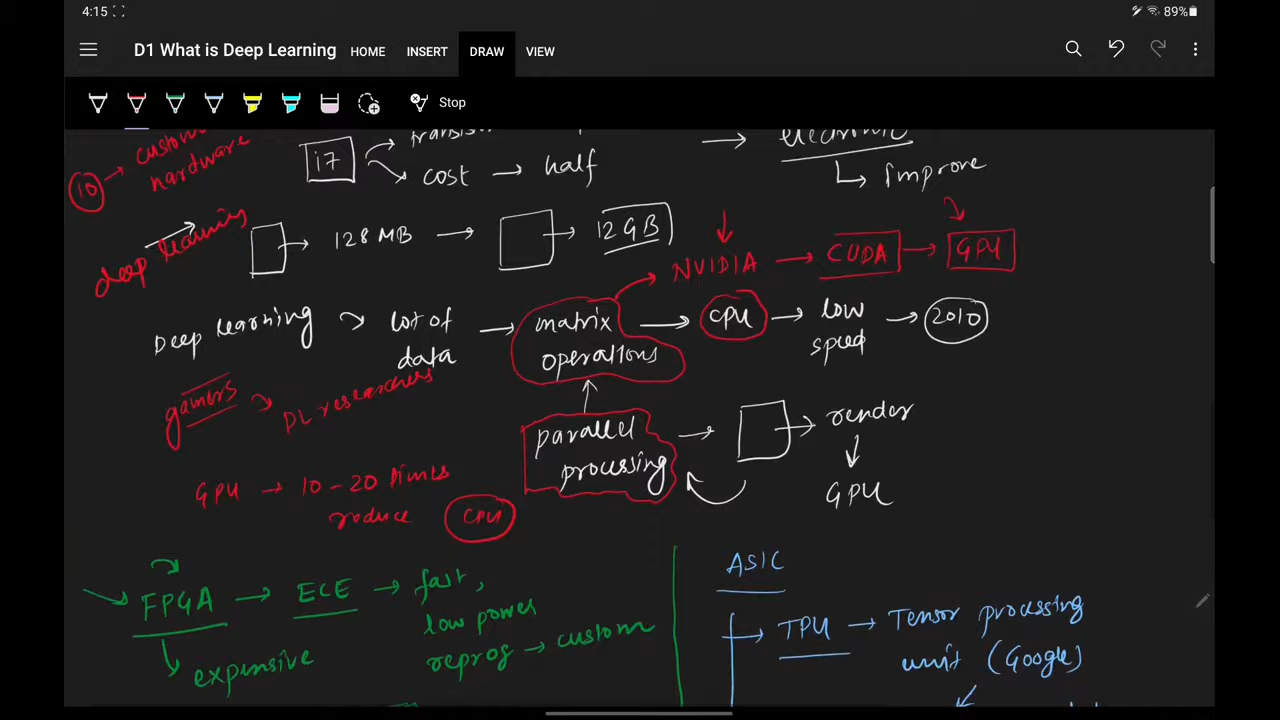 4:15
89%
D1 What is Deep Learning
HOME
INSERT
DRAW
VIEW
Stop
10 → custom
hardware
i7
cost → half
→ electronic
Improve
deep learning
128 MB → 12 GB
NVIDIA → CUDA → GPU
Deep learning → lot of
data → matrix
operations → CPU → low
speed → 2010
gamers → DL researchers
parallel
processing → render
GPU
GPU → 10-20 times
reduce CPU
FPGA → ECE → fast,
low power
reprog → custom
expensive
ASIC
→ TPU → Tensor processing
unit (Google)